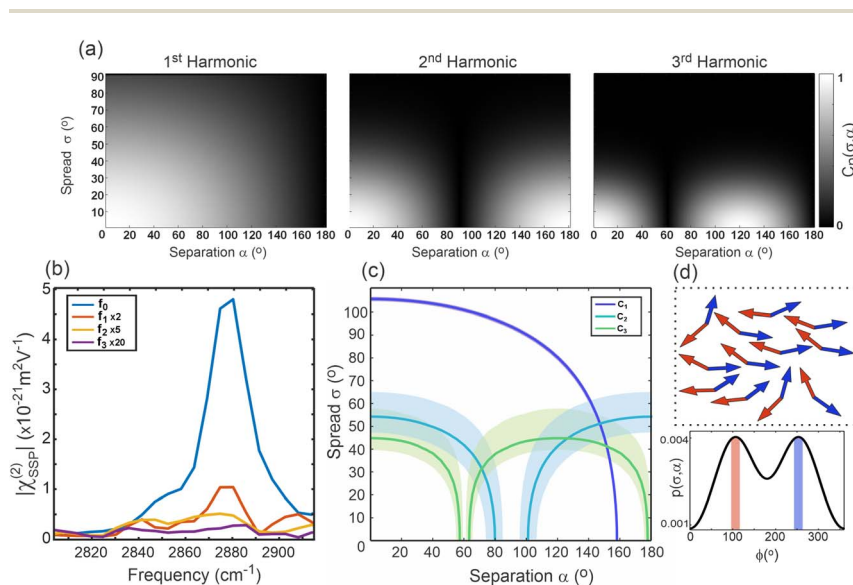 (a)
1st Harmonic
2nd Harmonic
3rd Harmonic
Spread σ (°)
90
80
70
60
50
40
30
20
10
0 20 40 60 80 100 120 140 160 180
0 20 40 60 80 100 120 140 160 180
0 20 40 60 80 100 120 140 160 180
Separation α (°)
Separation α (°)
Separation α (°)
1
0
Cn(σ,α)
(b)
|χ(2)SSP| (x10-21m2V-1)
5
4
3
2
1
0
f0
f1 x2
f2 x5
f3 x20
2820 2840 2860 2880 2900
Frequency (cm-1)
(c)
Spread σ (°)
100
90
80
70
60
50
40
30
20
10
0
c1
c2
c3
20 40 60 80 100 120 140 160 180
Separation α (°)
(d)
p(σ,α)
0.004
0.001
0 100 200 300
ϕ(°)